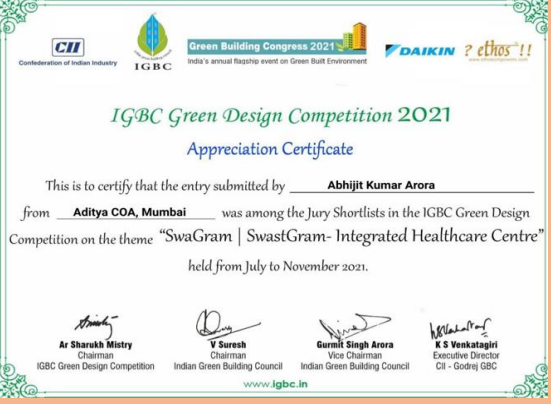 CII
Confederation of Indian Industry
IGBC
Green Building Congress 2021
India's annual flagship event on Green Built Environment
DAIKIN
? ethos !!
IGBC Green Design Competition 2021
Appreciation Certificate
This is to certify that the entry submitted by Abhijit Kumar Arora
from Aditya COA, Mumbai was among the Jury Shortlists in the IGBC Green Design
Competition on the theme "SwaGram | SwastGram- Integrated Healthcare Centre"
held from July to November 2021.
Ar Sharukh Mistry
Chairman
IGBC Green Design Competition
V Suresh
Chairman
Indian Green Building Council
Gurmit Singh Arora
Vice Chairman
Indian Green Building Council
K S Venkatagiri
Executive Director
CII - Godrej GBC
www.igbc.in